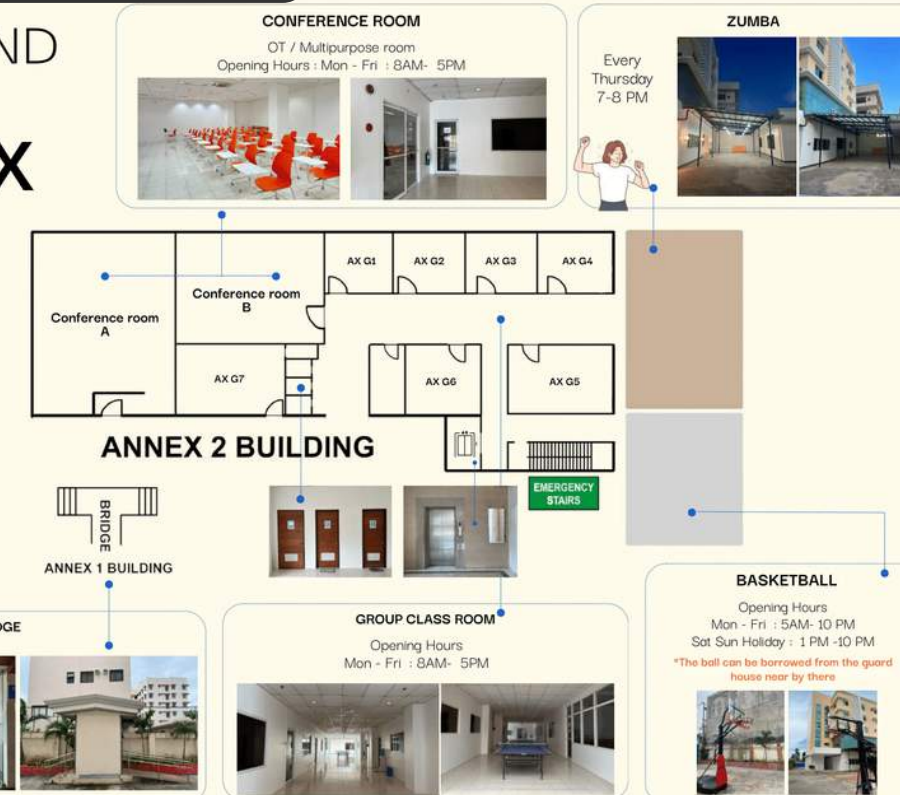 ND
X
CONFERENCE ROOM
OT / Multipurpose room
Opening Hours : Mon - Fri : 8AM- 5PM
ZUMBA
Every
Thursday
7-8 PM
AX G1
AX G2
AX G3
AX G4
Conference room
A
Conference room
B
AX G7
AX G6
AX G5
ANNEX 2 BUILDING
EMERGENCY
STAIRS
BRIDGE
ANNEX 1 BUILDING
DGE
GROUP CLASS ROOM
Opening Hours
Mon - Fri : 8AM- 5PM
BASKETBALL
Opening Hours
Mon - Fri : 5AM- 10 PM
Sat Sun Holiday : 1 PM -10 PM
*The ball can be borrowed from the guard
house near by there